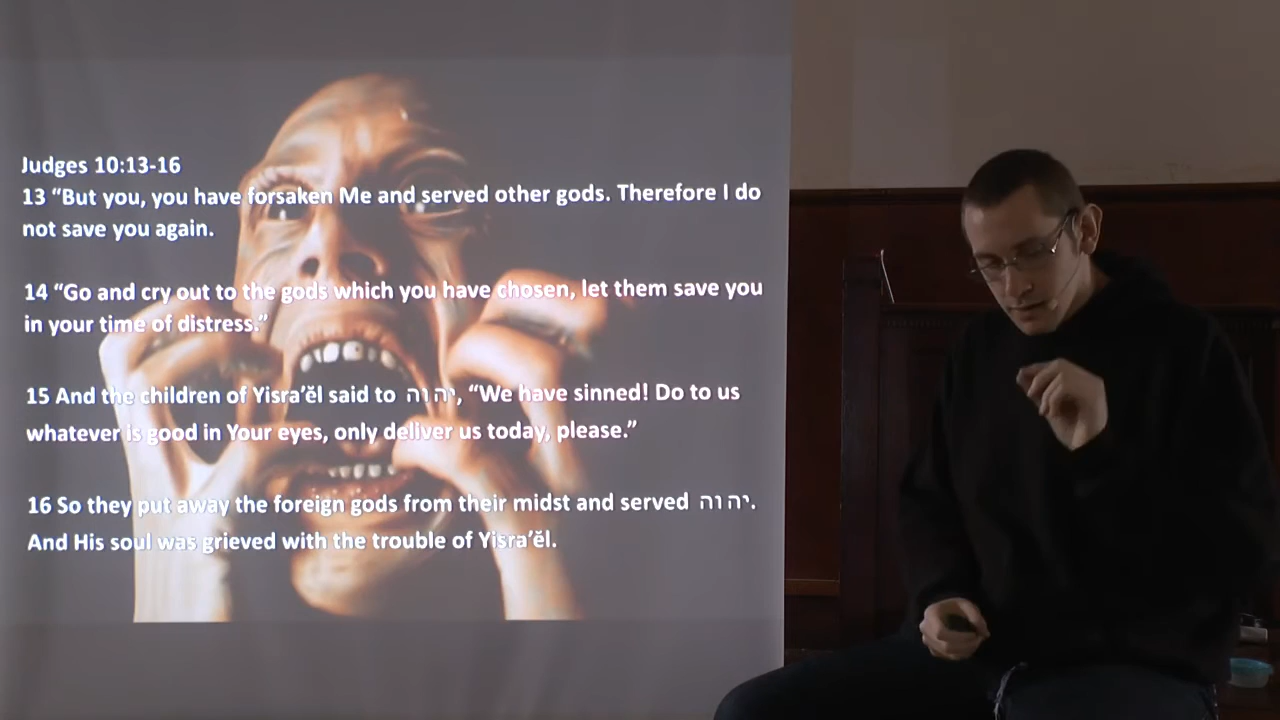 Judges 10:13-16
13 “But you, you have forsaken Me and served other gods. Therefore I do
not save you again.
14 “Go and cry out to the gods which you have chosen, let them save you
in your time of distress.”
15 And the children of Yisra’ĕl said to יהוה, “We have sinned! Do to us
whatever is good in Your eyes, only deliver us today, please.”
16 So they put away the foreign gods from their midst and served יהוה.
And His soul was grieved with the trouble of Yisra’ĕl.